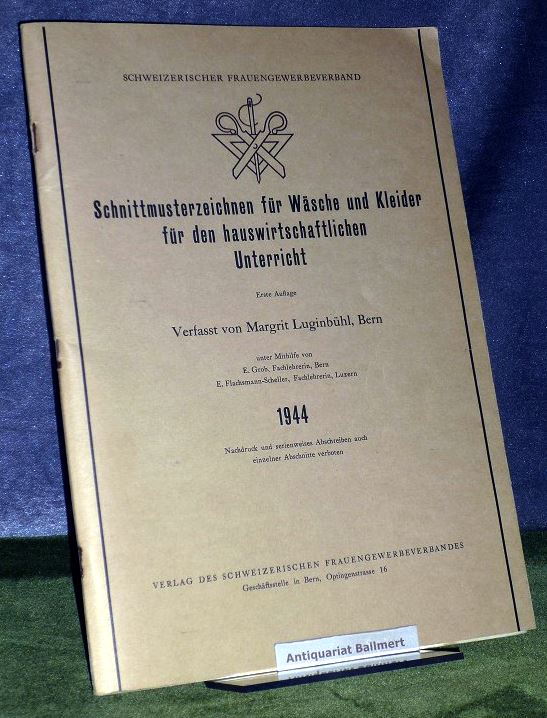 SCHWEIZERISCHER FRAUENGEWERBEVERBAND
Schnittmusterzeichnen für Wäsche und Kleider
für den hauswirtschaftlichen
Unterricht
Erste Auflage
Verfasst von Margrit Luginbühl, Bern
unter Mithilfe von
E. Grob, Fachlehrerin, Bern
E. Flachsmann-Scheller, Fachlehrerin, Luzern
1944
Nachdruck und serienweises Abschreiben auch
einzelner Abschnitte verboten
VERLAG DES SCHWEIZERISCHEN FRAUENGEWERBEVERBANDES
Geschäftsstelle in Bern, Optingenstrasse 16
Antiquariat Ballmert